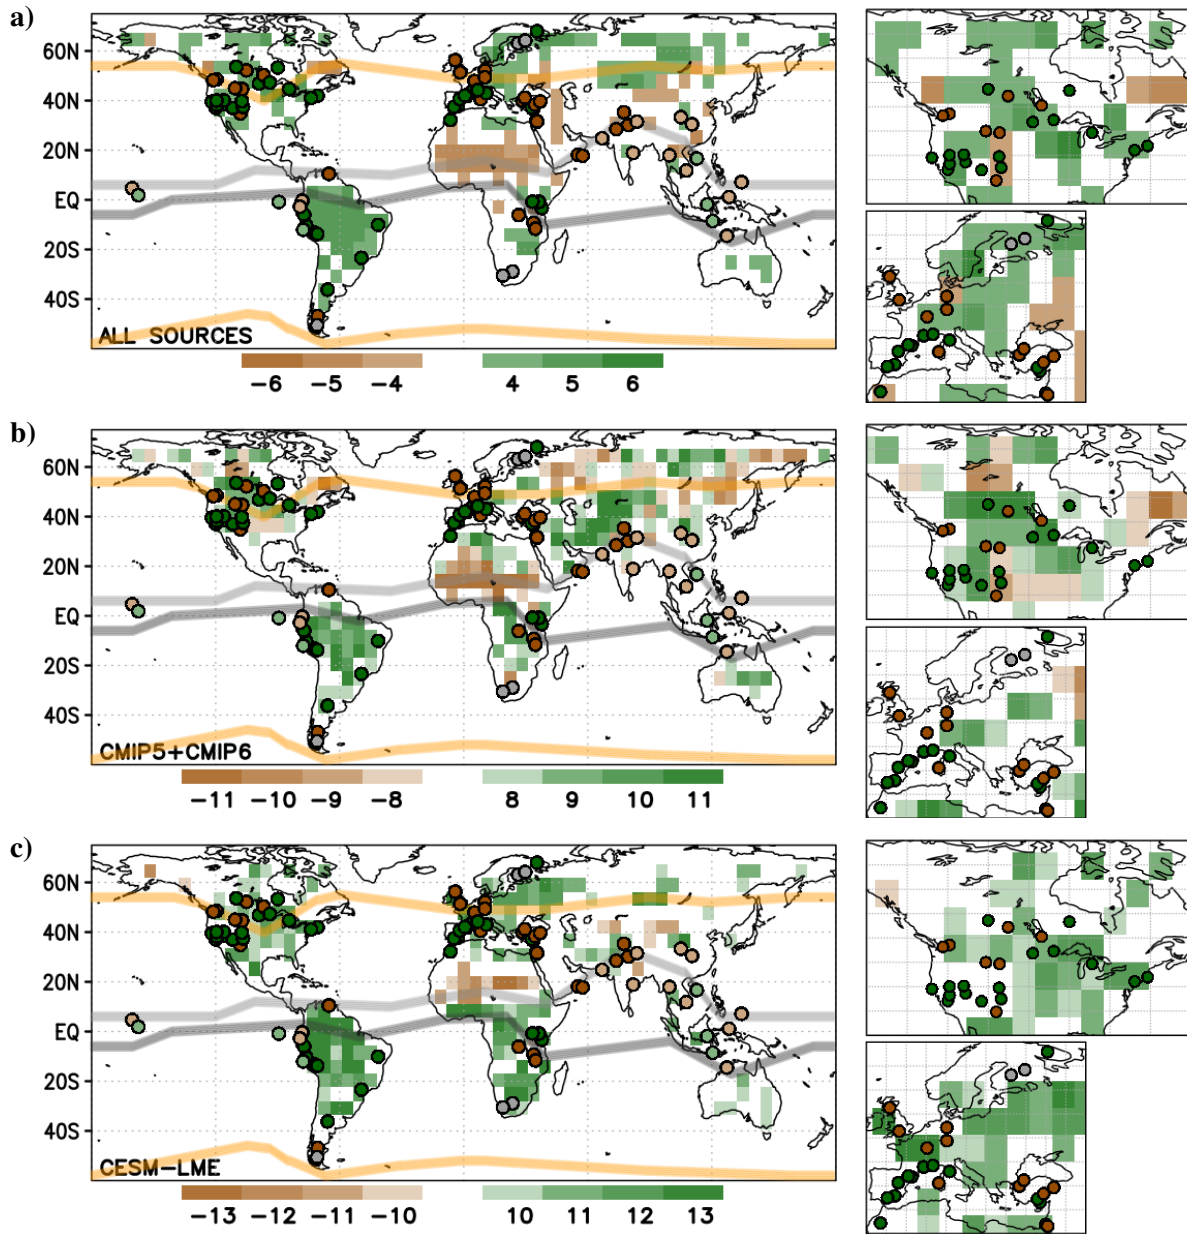 a)
60N
40N
20N
EQ
20S
40S
ALL SOURCES
-6 -5 -4 4 5 6
b)
60N
40N
20N
EQ
20S
40S
CMIP5+CMIP6
-11 -10 -9 -8 8 9 10 11
c)
60N
40N
20N
EQ
20S
40S
CESM-LME
-13 -12 -11 -10 10 11 12 13